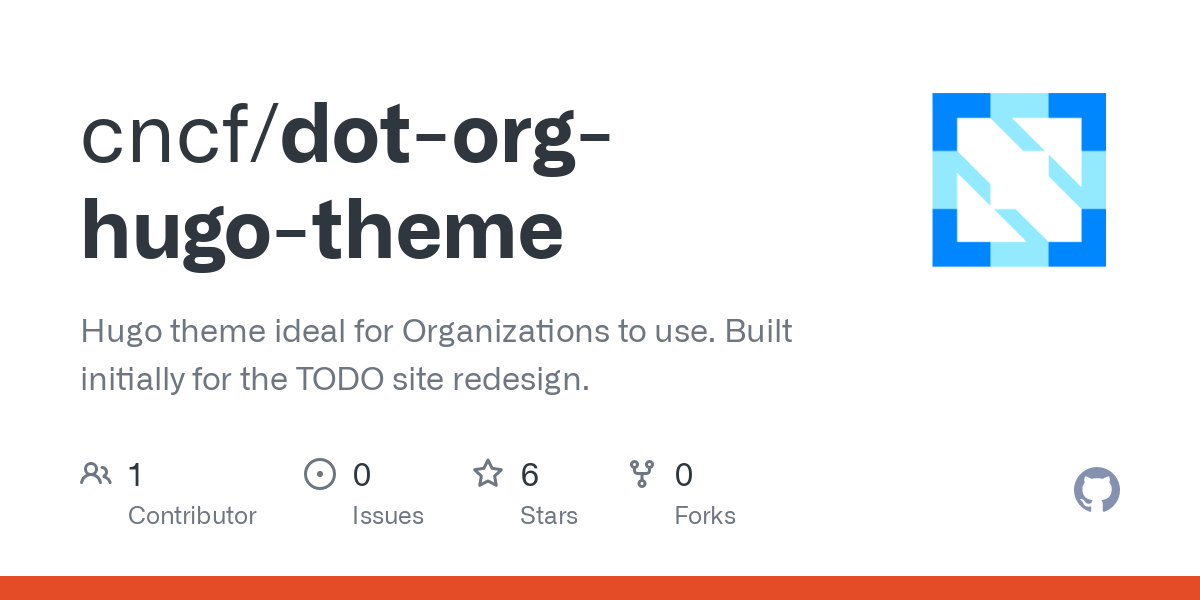 cncf/dot-org-
hugo-theme
Hugo theme ideal for Organizations to use. Built
initially for the TODO site redesign.
1 0 6 0
Contributor Issues Stars Forks